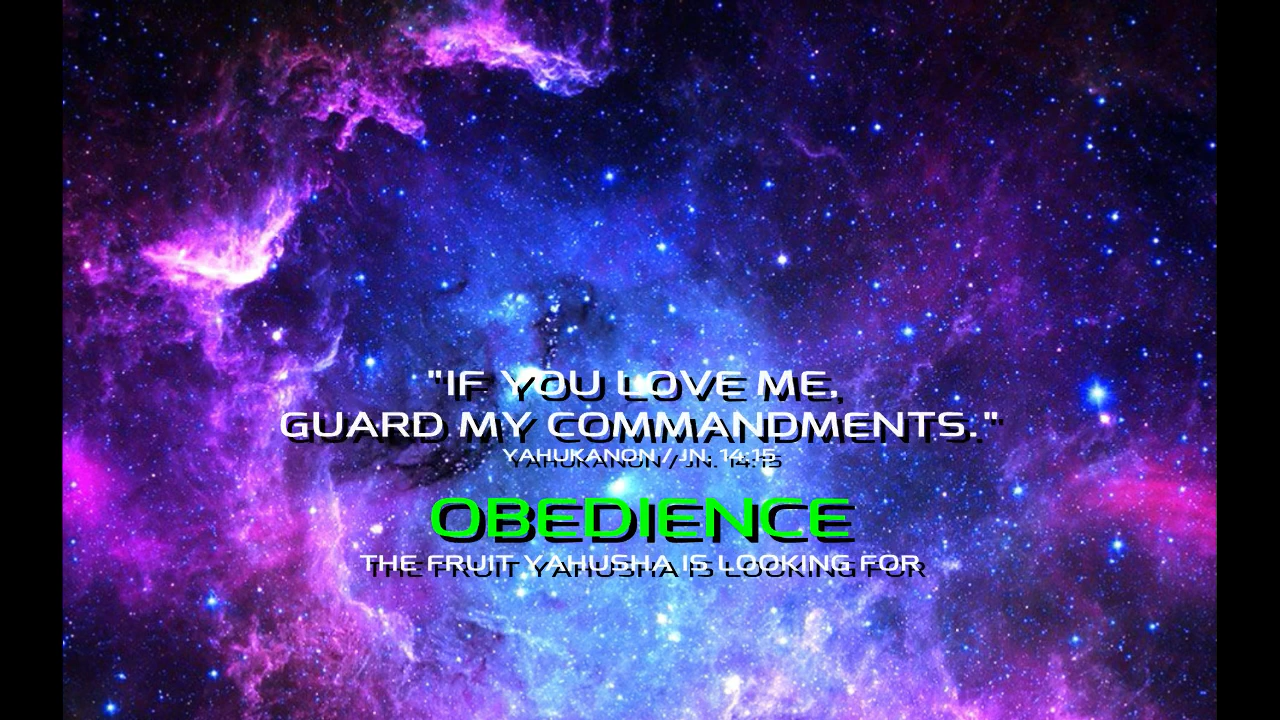 "IF YOU LOVE ME,
GUARD MY COMMANDMENTS."
YAHUKANON / JN. 14:15
OBEDIENCE
THE FRUIT YAHUSHA IS LOOKING FOR